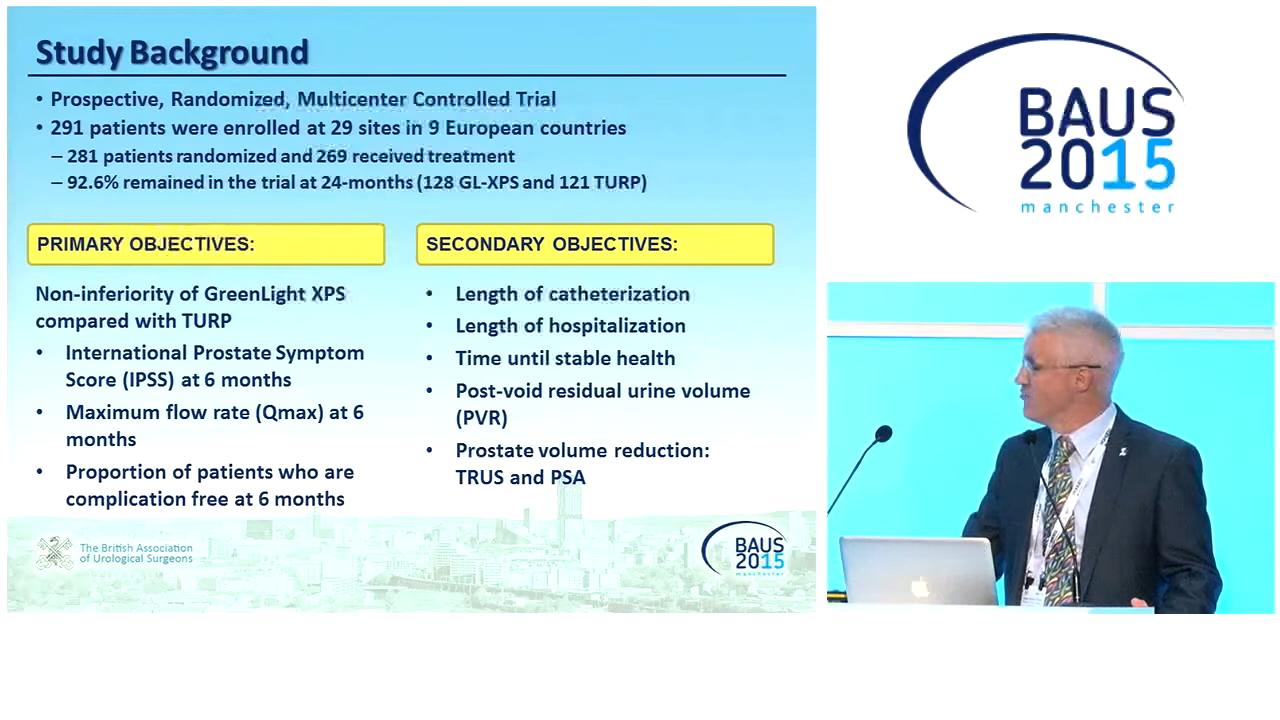 Study Background
• Prospective, Randomized, Multicenter Controlled Trial
• 291 patients were enrolled at 29 sites in 9 European countries
– 281 patients randomized and 269 received treatment
– 92.6% remained in the trial at 24-months (128 GL-XPS and 121 TURP)
PRIMARY OBJECTIVES:
Non-inferiority of GreenLight XPS
compared with TURP
• International Prostate Symptom
Score (IPSS) at 6 months
• Maximum flow rate (Qmax) at 6
months
• Proportion of patients who are
complication free at 6 months
SECONDARY OBJECTIVES:
• Length of catheterization
• Length of hospitalization
• Time until stable health
• Post-void residual urine volume
(PVR)
• Prostate volume reduction:
TRUS and PSA
The British Association
of Urological Surgeons
BAUS
2015
manchester
BAUS
2015
manchester